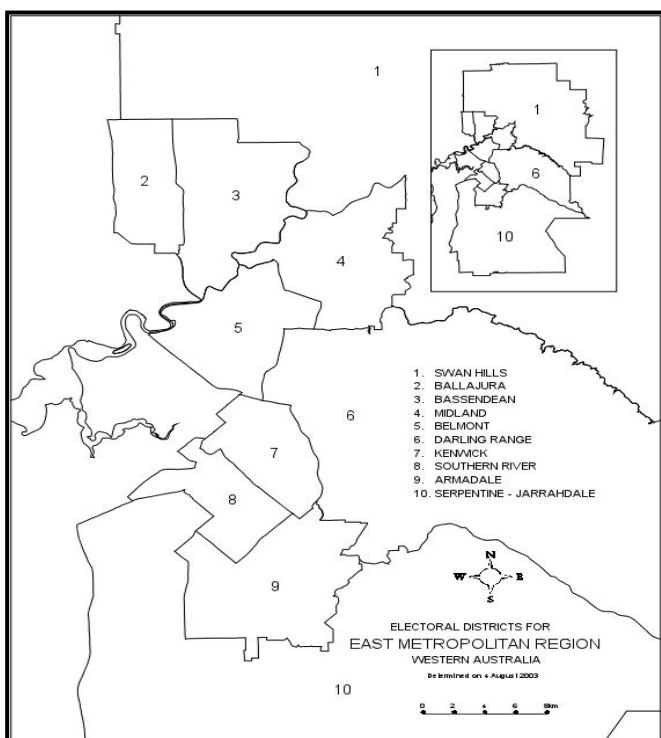 1
2
3
4
5
6
7
8
9
10
1
6
10
1. SWAN HILLS
2. BALLAJURA
3. BASSENDEAN
4. MIDLAND
5. BELMONT
6. DARLING RANGE
7. KENWICK
8. SOUTHERN RIVER
9. ARMADALE
10. SERPENTINE - JARRAHDALE
N
W E
S
ELECTORAL DISTRICTS FOR
EAST METROPOLITAN REGION
WESTERN AUSTRALIA
Determined on 4 August 2003
0 2 4 6 8km